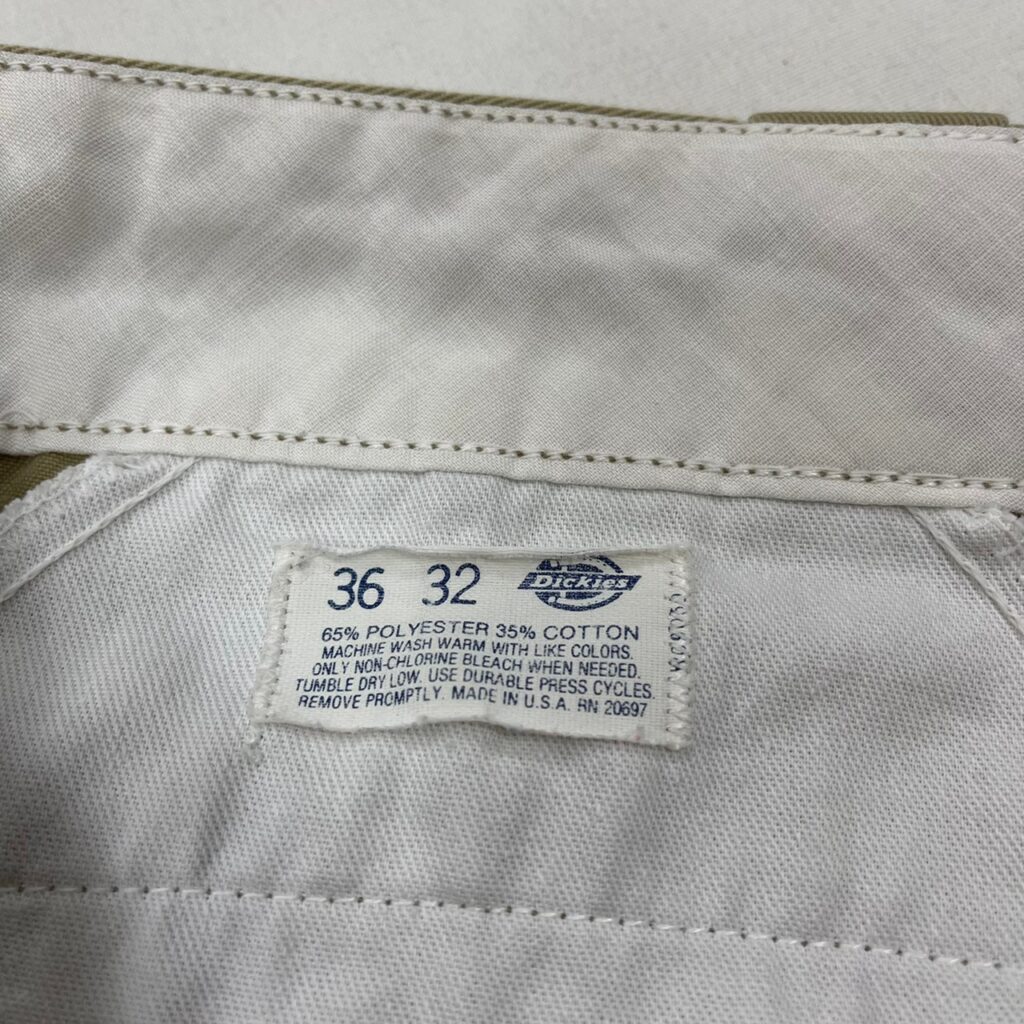 36 32 Dickies
65% POLYESTER 35% COTTON
MACHINE WASH WARM WITH LIKE COLORS.
ONLY NON-CHLORINE BLEACH WHEN NEEDED.
TUMBLE DRY LOW. USE DURABLE PRESS CYCLES.
REMOVE PROMPTLY. MADE IN U.S.A. RN 20697